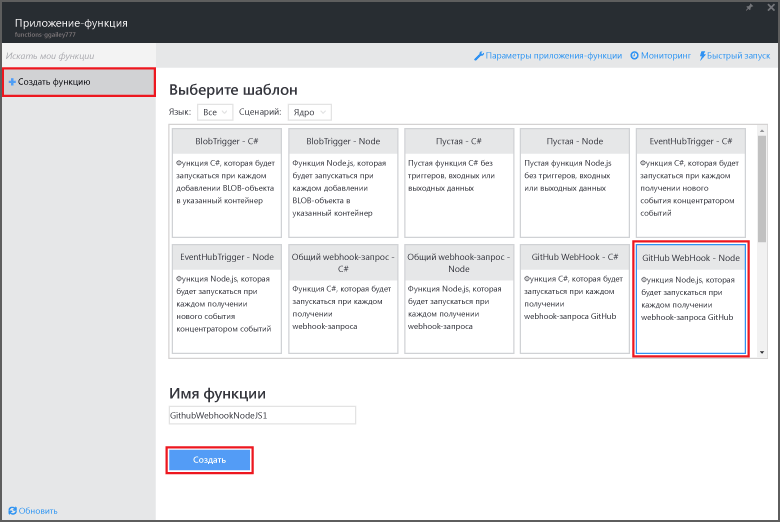 Приложение-функция
functions-ggailey777
Искать мои функции
Параметры приложения-функции
Мониторинг
Быстрый запуск
Создать функцию
Выберите шаблон
Язык: Все Сценарий: Ядро
BlobTrigger - C#
Функция C#, которая будет
запускаться при каждом
добавлении BLOB-объекта
в указанный контейнер
BlobTrigger - Node
Функция Node.js, которая
будет запускаться при
каждом добавлении
BLOB-объекта в
указанный контейнер
Пустая - C#
Пустая функция C# без
триггеров, входных или
выходных данных
Пустая - Node
Пустая функция Node.js
без триггеров, входных
или выходных данных
EventHubTrigger - C#
Функция C#, которая будет
запускаться при каждом
получении нового
события концентратором
событий
EventHubTrigger - Node
Функция Node.js, которая
будет запускаться при
каждом получении
нового события
концентратором событий
Общий webhook-запрос -
C#
Функция C#, которая будет
запускаться при каждом
получении
webhook-запроса
Общий webhook-запрос -
Node
Функция Node.js, которая
будет запускаться при
каждом получении
webhook-запроса
GitHub WebHook - C#
Функция C#, которая будет
запускаться при каждом
получении
webhook-запроса GitHub
GitHub WebHook - Node
Функция Node.js, которая
будет запускаться при
каждом получении
webhook-запроса GitHub
Имя функции
GithubWebhookNodeJS1
Создать
Обновить